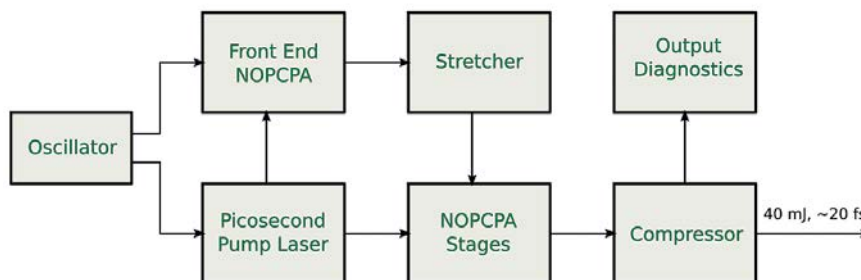 Front End
NOPCPA
Stretcher
Output
Diagnostics
Oscillator
Picosecond
Pump Laser
NOPCPA
Stages
Compressor
40 mJ, ~20 fs